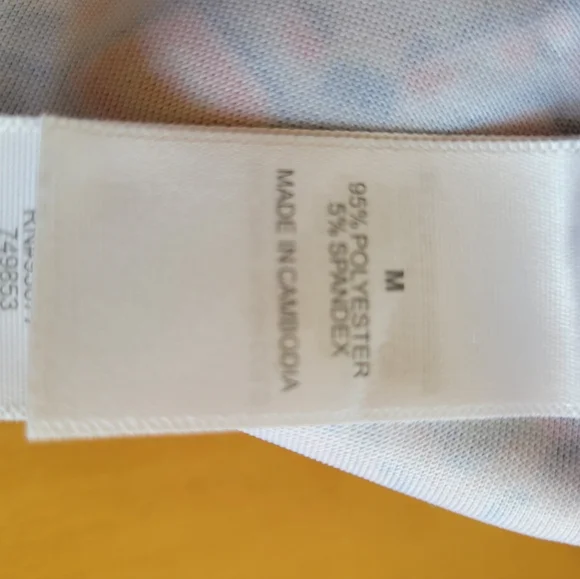 M
95% POLYESTER
5% SPANDEX
MADE IN CAMBODIA
749853